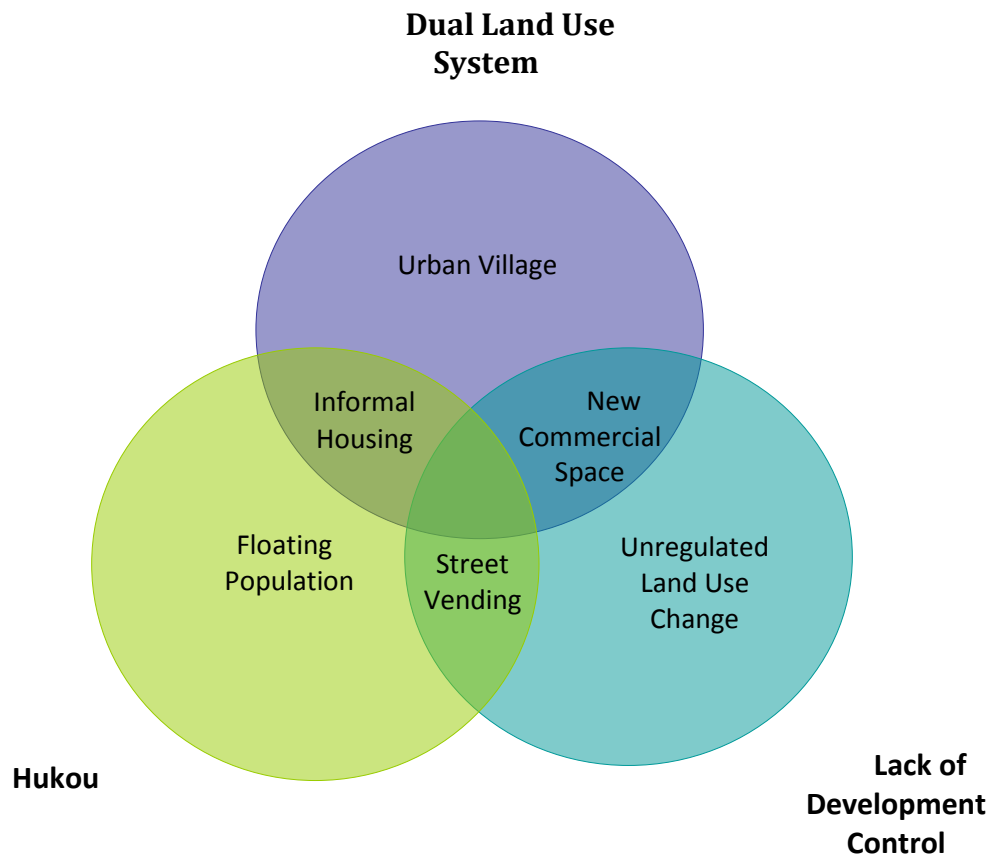 Dual Land Use
System
Urban Village
Informal
Housing
New
Commercial
Space
Floating
Population
Street
Vending
Unregulated
Land Use
Change
Hukou
Lack of
Development
Control